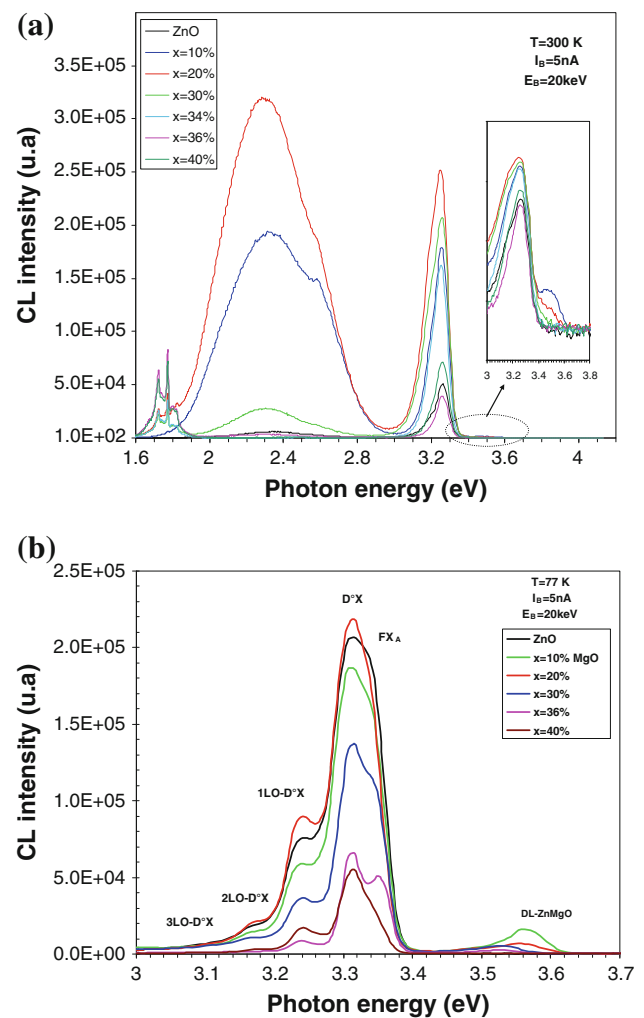 (a)
ZnO
x=10%
x=20%
x=30%
x=34%
x=36%
x=40%
T=300 K
I_B=5nA
E_B=20keV
3.5E+05
3.0E+05
2.5E+05
2.0E+05
1.5E+05
1.0E+05
5.0E+04
1.0E+02
CL intensity (u.a)
3 3.2 3.4 3.6 3.8
1.6 2 2.4 2.8 3.2 3.6 4
Photon energy (eV)
(b)
2.5E+05
2.0E+05
1.5E+05
1.0E+05
5.0E+04
0.0E+00
CL intensity (u.a)
T=77 K
I_B=5nA
E_B=20keV
ZnO
x=10% MgO
x=20%
x=30%
x=36%
x=40%
D°X
FX_A
1LO-D°X
2LO-D°X
3LO-D°X
DL-ZnMgO
3 3.1 3.2 3.3 3.4 3.5 3.6 3.7
Photon energy (eV)